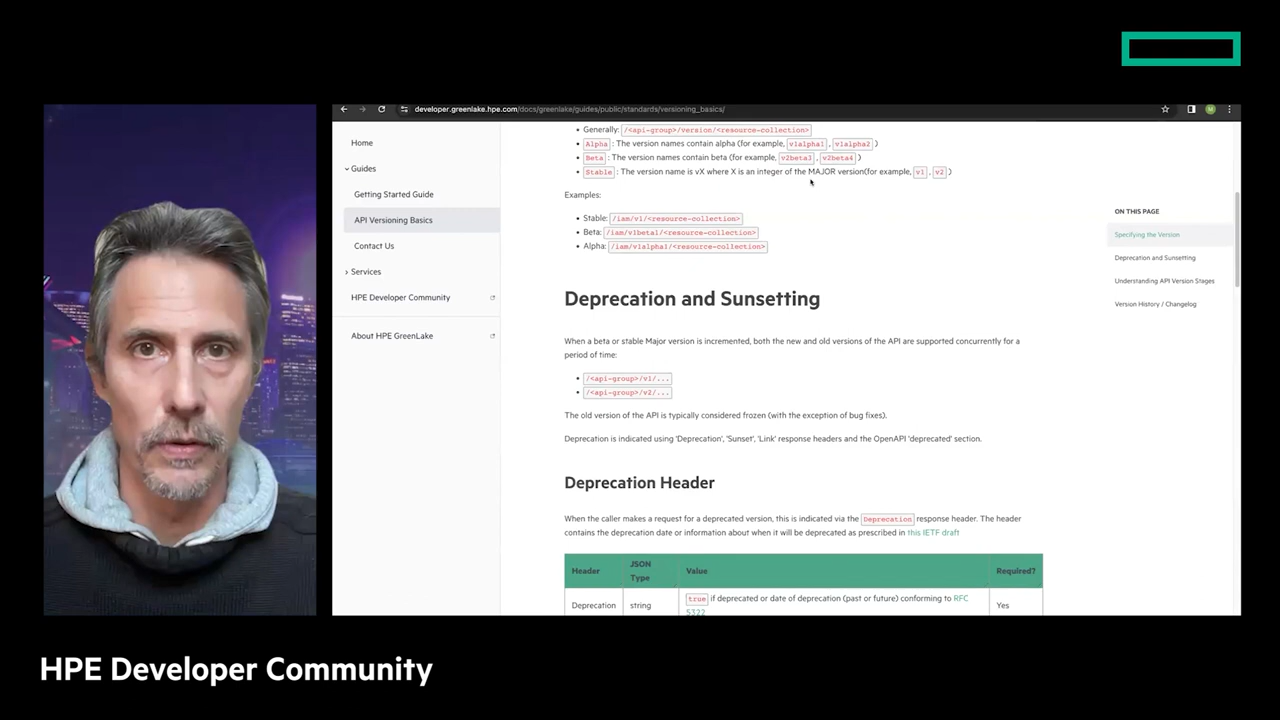 developer.greenlake.hpe.com/docs/greenlake/guides/public/standards/versioning_basics/
M
Home
Guides
Getting Started Guide
API Versioning Basics
Contact Us
Services
HPE Developer Community
About HPE GreenLake
• Generally: /<api-group>/version/<resource-collection>
• Alpha : The version names contain alpha (for example, v1alpha1 , v1alpha2 )
• Beta : The version names contain beta (for example, v2beta3 , v2beta4 )
• Stable : The version name is vX where X is an integer of the MAJOR version(for example, v1 , v2 )
Examples:
• Stable: /iam/v1/<resource-collection>
• Beta: /iam/v1beta1/<resource-collection>
• Alpha: /iam/v1alpha1/<resource-collection>
Deprecation and Sunsetting
When a beta or stable Major version is incremented, both the new and old versions of the API are supported concurrently for a
period of time:
• /<api-group>/v1/...
• /<api-group>/v2/...
The old version of the API is typically considered frozen (with the exception of bug fixes).
Deprecation is indicated using 'Deprecation', 'Sunset', 'Link' response headers and the OpenAPI 'deprecated' section.
Deprecation Header
When the caller makes a request for a deprecated version, this is indicated via the Deprecation response header. The header
contains the deprecation date or information about when it will be deprecated as prescribed in this IETF draft
Header JSON Type Value Required?
Deprecation string true if deprecated or date of deprecation (past or future) conforming to RFC 5322 Yes
ON THIS PAGE
Specifying the Version
Deprecation and Sunsetting
Understanding API Version Stages
Version History / Changelog
HPE Developer Community